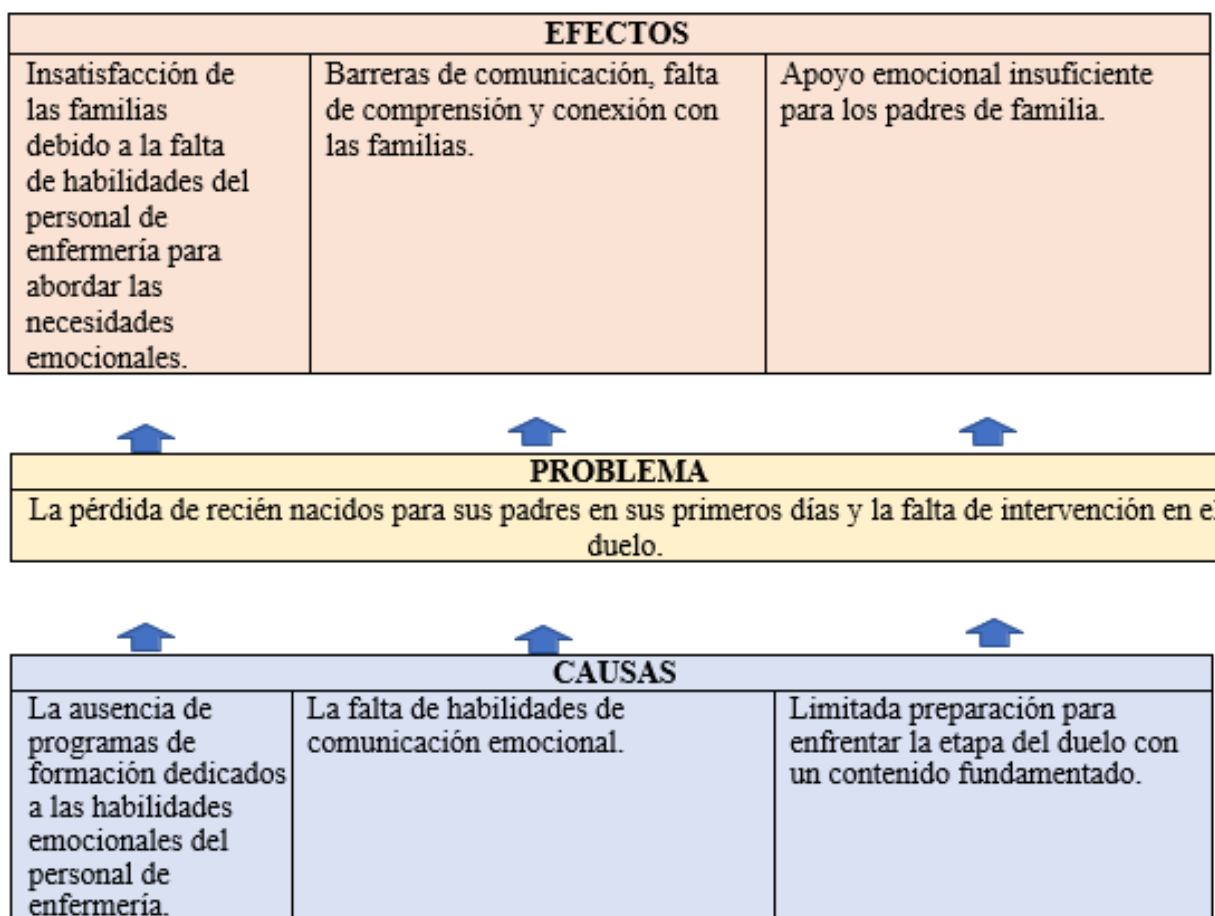 EFECTOS
Insatisfacción de
las familias
debido a la falta
de habilidades del
personal de
enfermería para
abordar las
necesidades
emocionales.
Barreras de comunicación, falta
de comprensión y conexión con
las familias.
Apoyo emocional insuficiente
para los padres de familia.
PROBLEMA
La pérdida de recién nacidos para sus padres en sus primeros días y la falta de intervención en el
duelo.
CAUSAS
La ausencia de
programas de
formación dedicados
a las habilidades
emocionales del
personal de
enfermería.
La falta de habilidades de
comunicación emocional.
Limitada preparación para
enfrentar la etapa del duelo con
un contenido fundamentado.